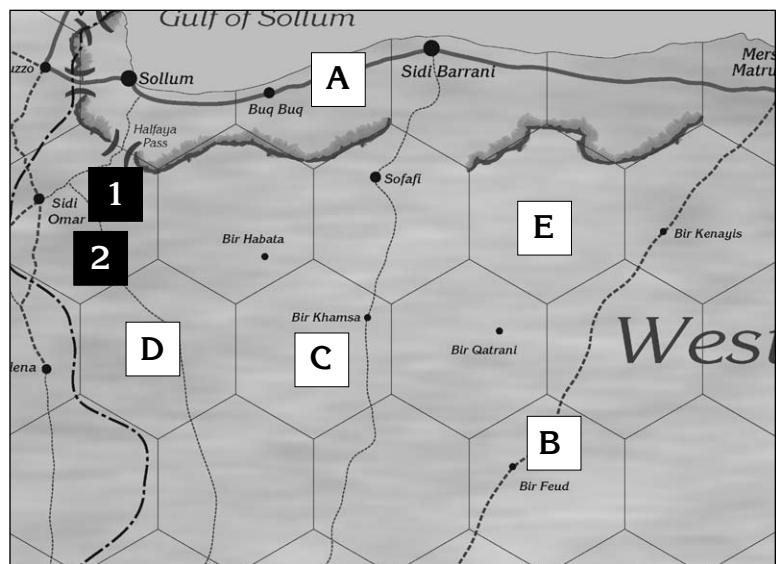 Gulf of Sollum
uzzo
Sollum
A
Sidi Barrani
Mers
Matru
Buq Buq
Halfaya
Pass
1
Sofafi
Sidi
Omar
E
Bir Kenayis
2
Bir Habata
Bir Khamsa
D
C
Bir Qatrani
West
lena
B
Bir Feud